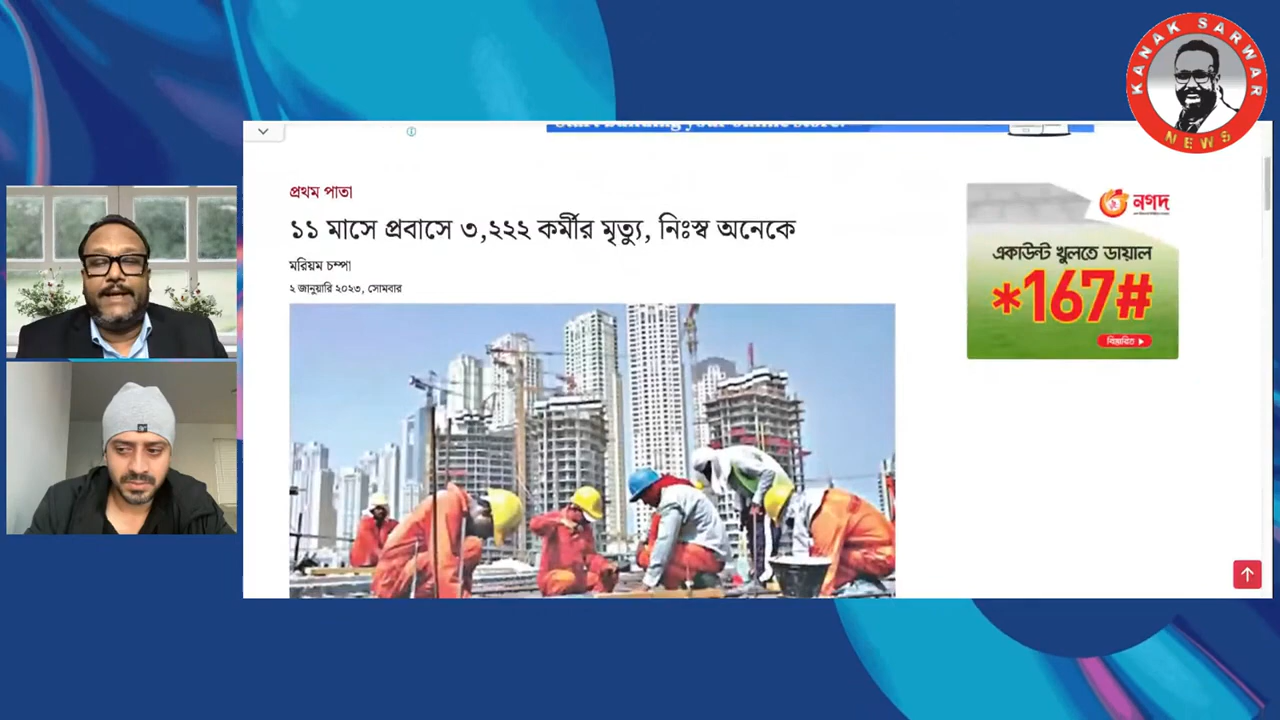 KANAK SARWAR
NEWS
প্রথম পাতা
১১ মাসে প্রবাসে ৩,২২২ কর্মীর মৃত্যু, নিঃস্ব অনেকে
মরিয়ম চম্পা
২ জানুয়ারি ২০২৩, সোমবার
নগদ
একাউন্ট খুলতে ডায়াল
*167#
বিস্তারিত